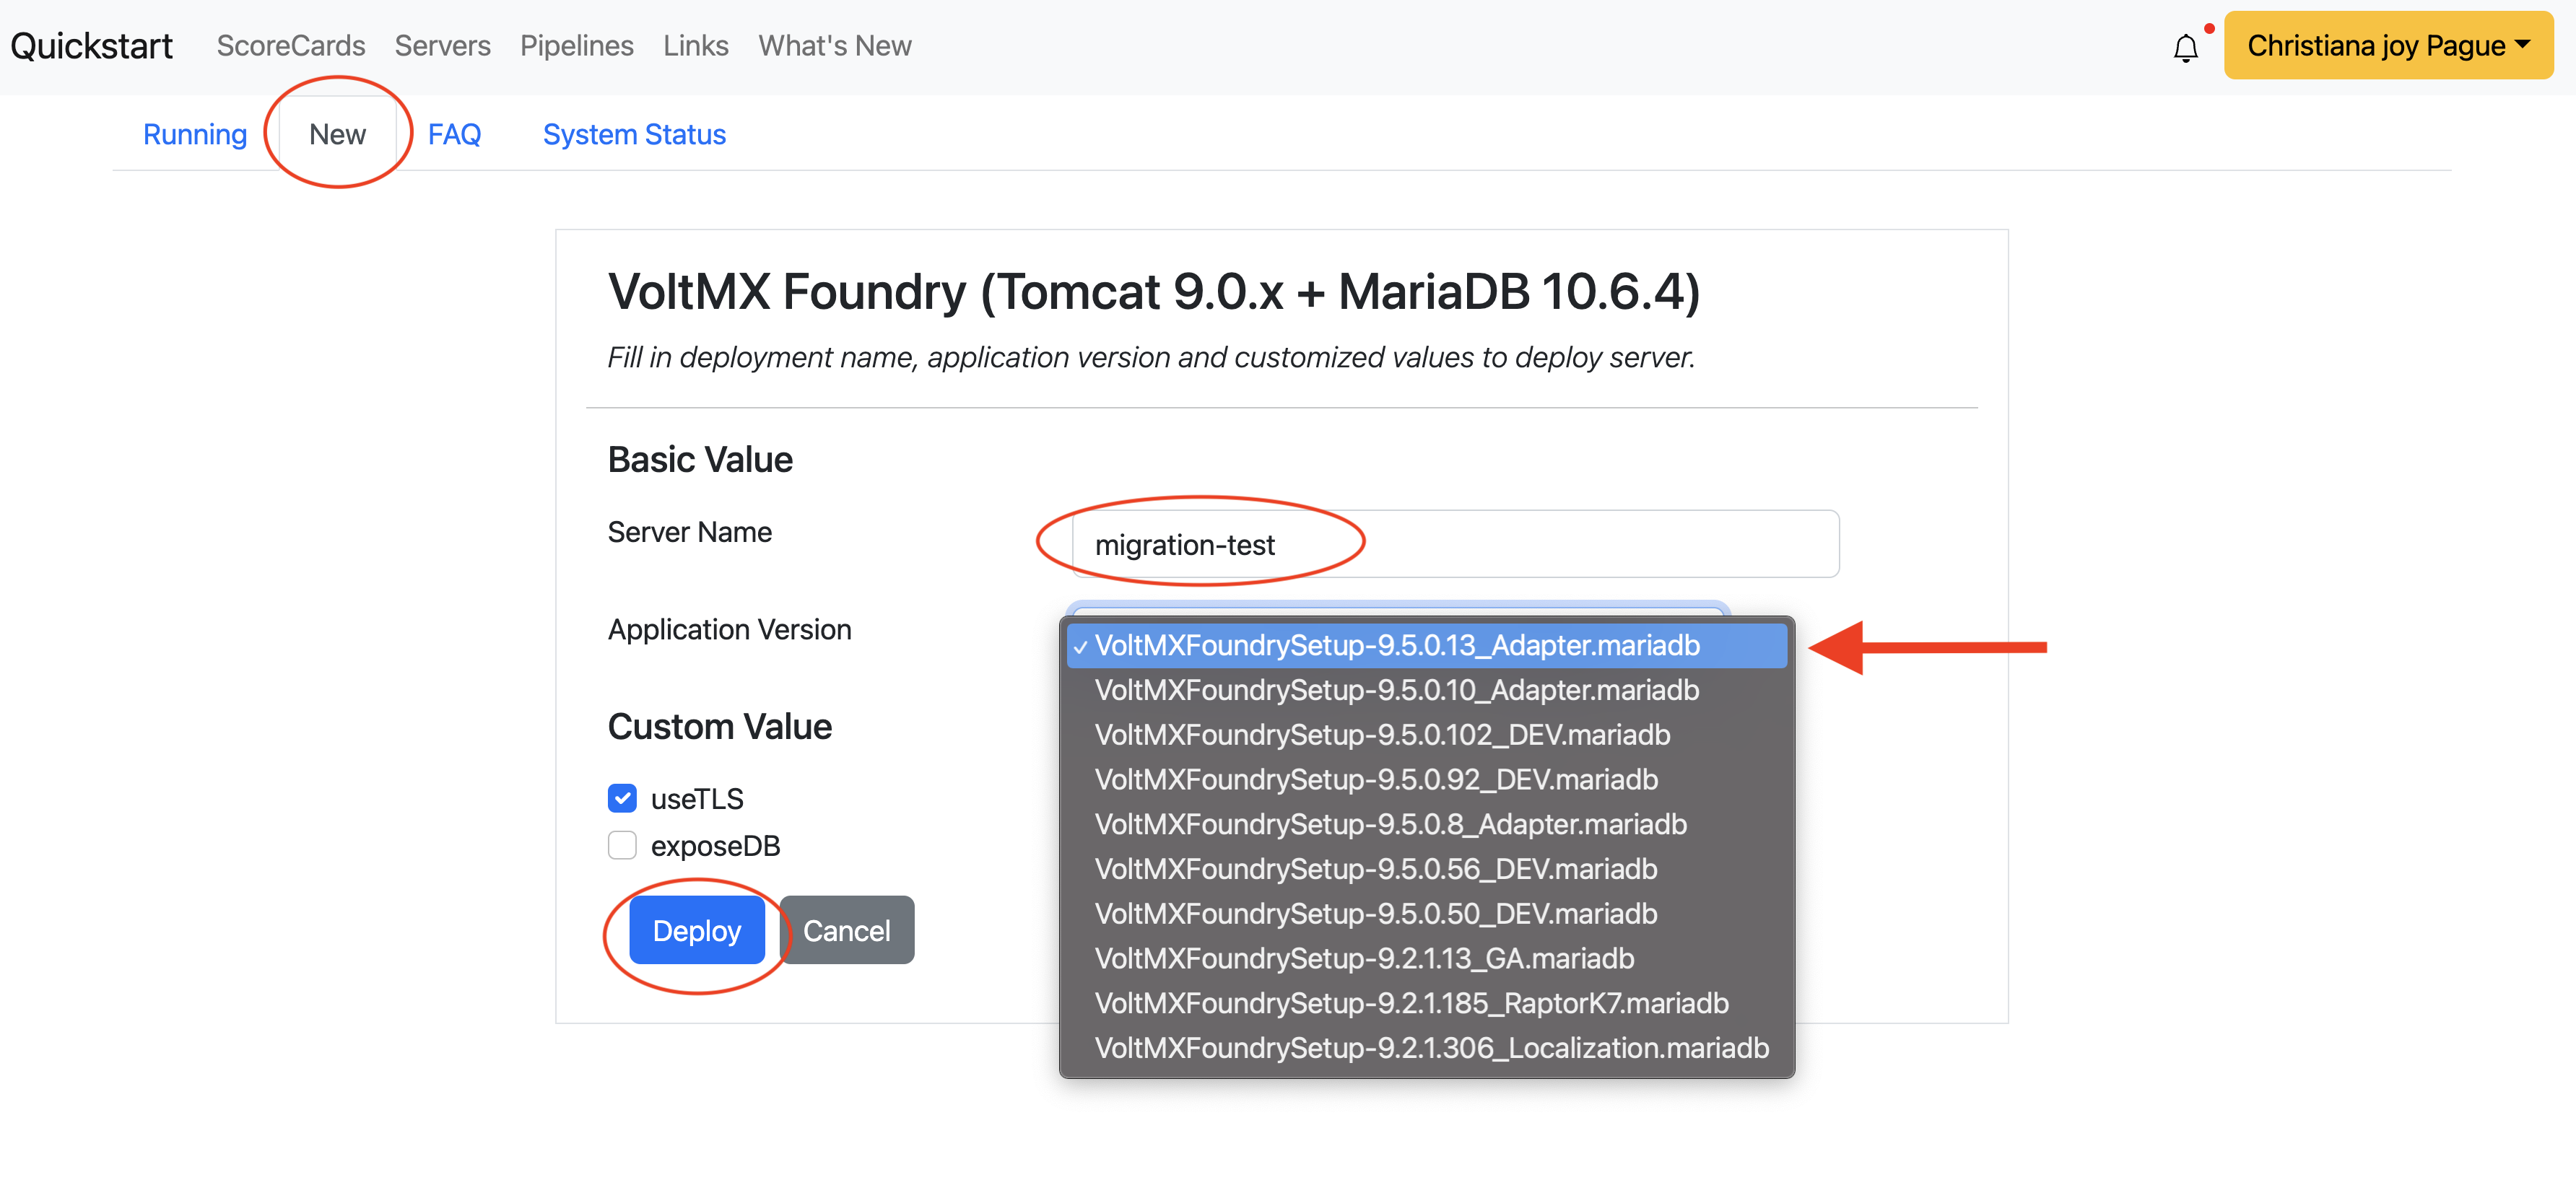 Quickstart ScoreCards Servers Pipelines Links What's New Christiana joy Pague
Running New FAQ System Status
VoltMX Foundry (Tomcat 9.0.x + MariaDB 10.6.4)
Fill in deployment name, application version and customized values to deploy server.
Basic Value
Server Name migration-test
Application Version
VoltMXFoundrySetup-9.5.0.13_Adapter.mariadb
VoltMXFoundrySetup-9.5.0.10_Adapter.mariadb
VoltMXFoundrySetup-9.5.0.102_DEV.mariadb
VoltMXFoundrySetup-9.5.0.92_DEV.mariadb
VoltMXFoundrySetup-9.5.0.8_Adapter.mariadb
VoltMXFoundrySetup-9.5.0.56_DEV.mariadb
VoltMXFoundrySetup-9.5.0.50_DEV.mariadb
VoltMXFoundrySetup-9.2.1.13_GA.mariadb
VoltMXFoundrySetup-9.2.1.185_RaptorK7.mariadb
VoltMXFoundrySetup-9.2.1.306_Localization.mariadb
Custom Value
useTLS
exposeDB
Deploy Cancel